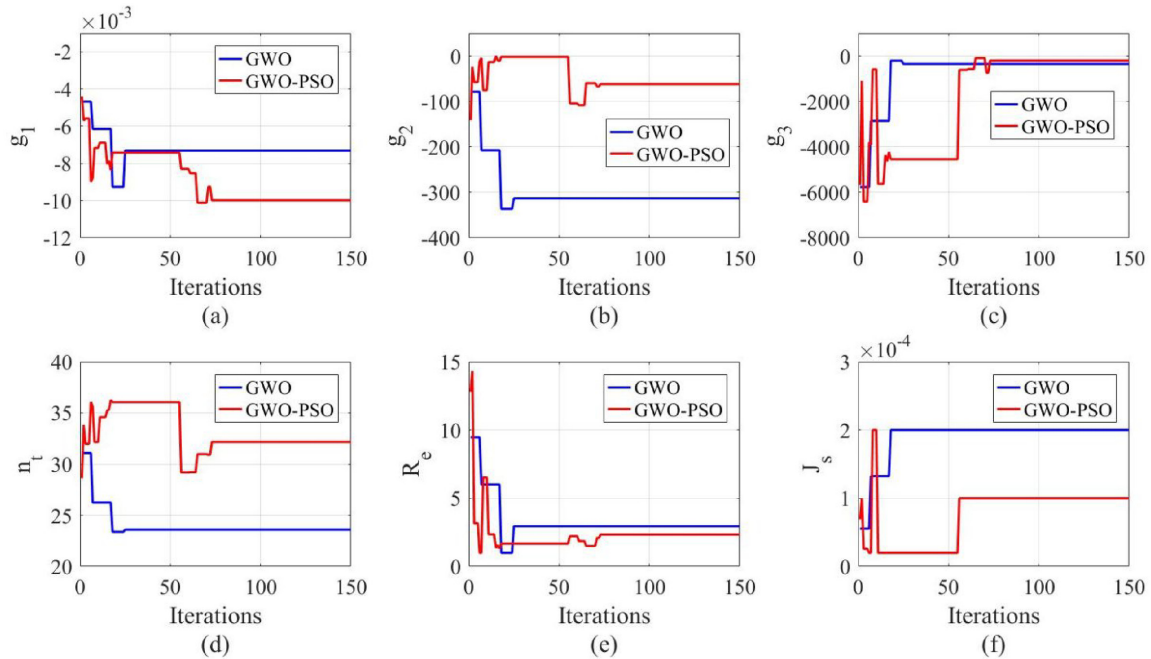 ×10⁻³
-2
-4
-6
-8
-10
-12
g₁
0
50
100
150
Iterations
(a)
GWO
GWO-PSO
0
-100
-200
-300
-400
g₂
0
50
100
150
Iterations
(b)
GWO
GWO-PSO
0
-2000
-4000
-6000
-8000
g₃
0
50
100
150
Iterations
(c)
GWO
GWO-PSO
40
35
30
25
20
nₜ
0
50
100
150
Iterations
(d)
GWO
GWO-PSO
15
10
5
0
Rₑ
0
50
100
150
Iterations
(e)
GWO
GWO-PSO
×10⁻⁴
3
2
1
0
Jₛ
0
50
100
150
Iterations
(f)
GWO
GWO-PSO